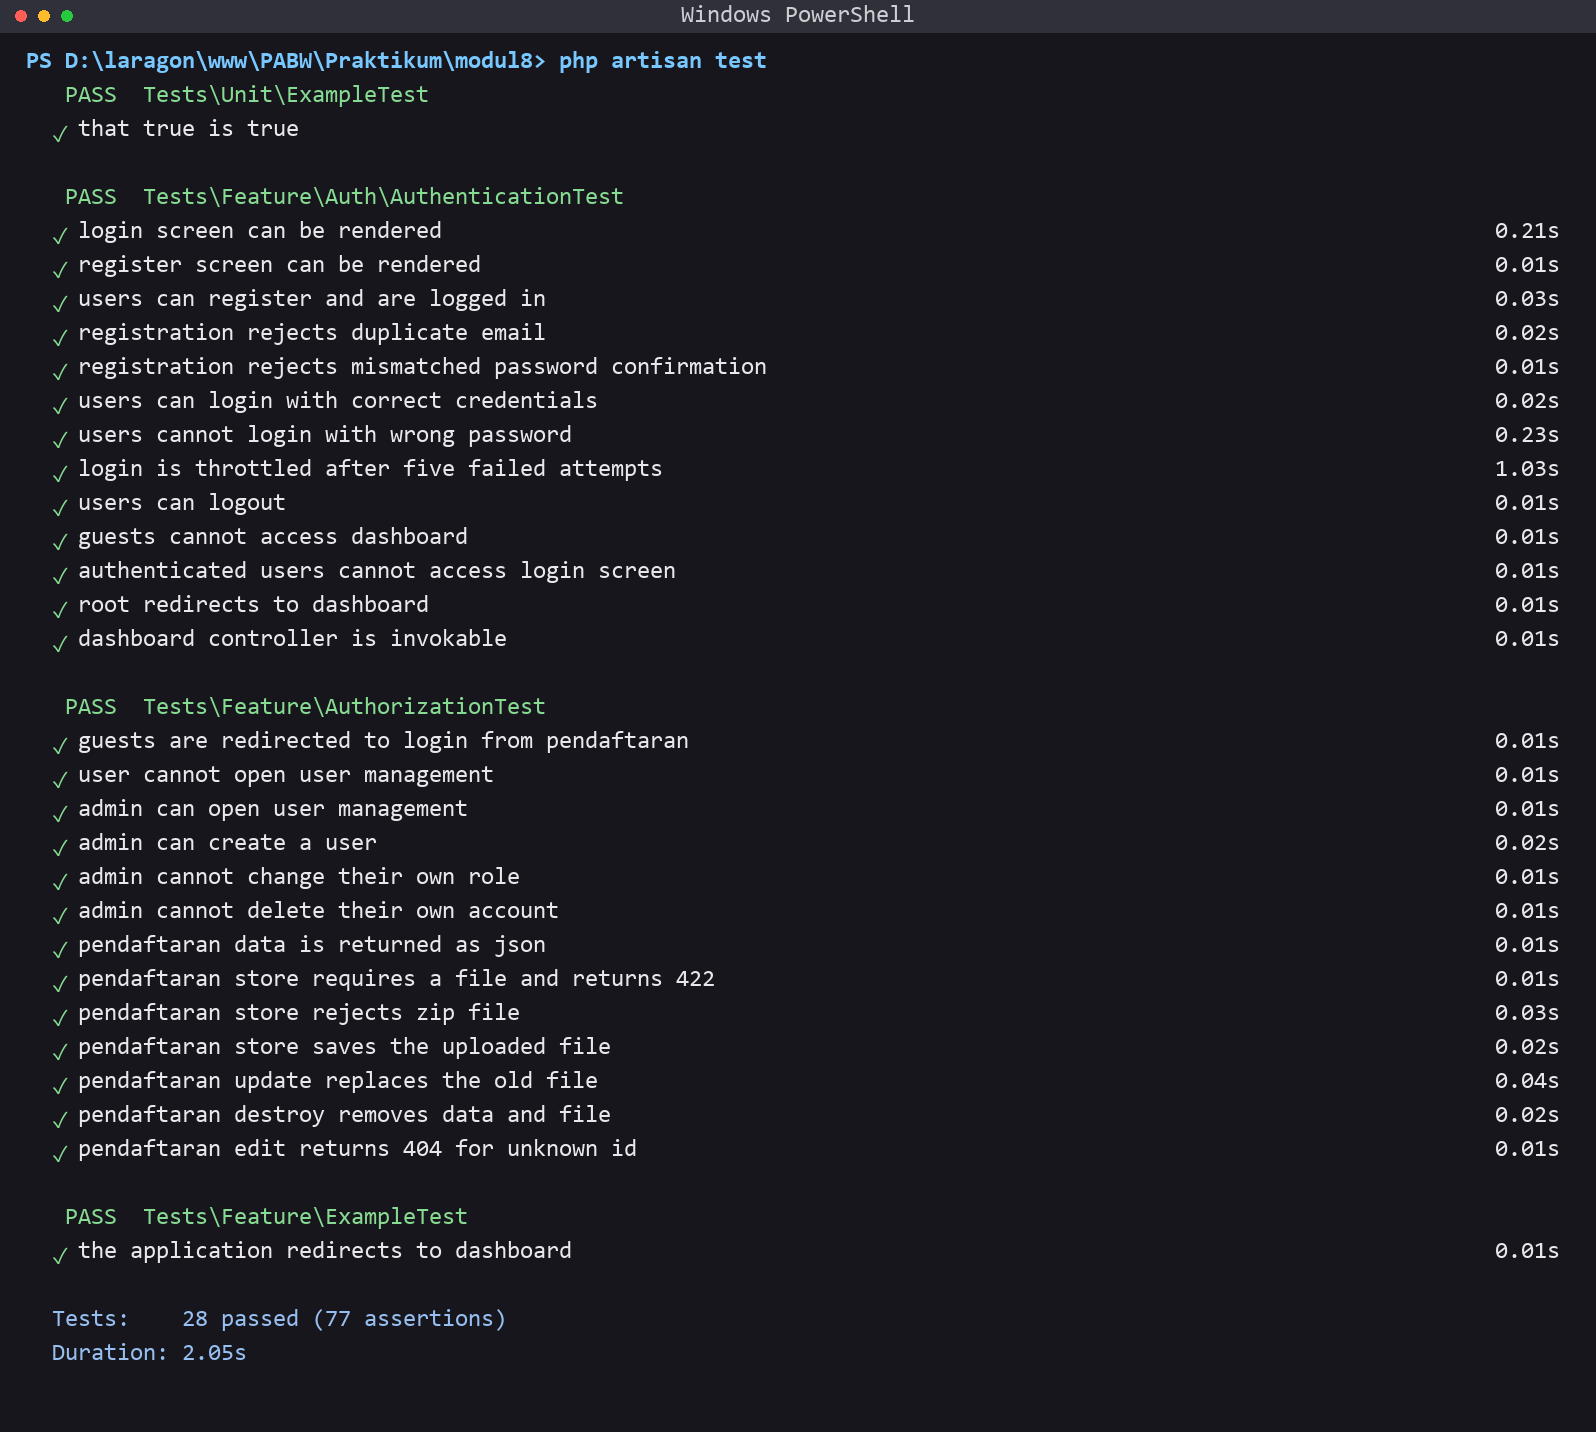 Windows PowerShell
PS D:\laragon\www\PABW\Praktikum\modul8> php artisan test
PASS  Tests\Unit\ExampleTest
✓ that true is true
PASS  Tests\Feature\Auth\AuthenticationTest
✓ login screen can be rendered 0.21s
✓ register screen can be rendered 0.01s
✓ users can register and are logged in 0.03s
✓ registration rejects duplicate email 0.02s
✓ registration rejects mismatched password confirmation 0.01s
✓ users can login with correct credentials 0.02s
✓ users cannot login with wrong password 0.23s
✓ login is throttled after five failed attempts 1.03s
✓ users can logout 0.01s
✓ guests cannot access dashboard 0.01s
✓ authenticated users cannot access login screen 0.01s
✓ root redirects to dashboard 0.01s
✓ dashboard controller is invokable 0.01s
PASS  Tests\Feature\AuthorizationTest
✓ guests are redirected to login from pendaftaran 0.01s
✓ user cannot open user management 0.01s
✓ admin can open user management 0.01s
✓ admin can create a user 0.02s
✓ admin cannot change their own role 0.01s
✓ admin cannot delete their own account 0.01s
✓ pendaftaran data is returned as json 0.01s
✓ pendaftaran store requires a file and returns 422 0.01s
✓ pendaftaran store rejects zip file 0.03s
✓ pendaftaran store saves the uploaded file 0.02s
✓ pendaftaran update replaces the old file 0.04s
✓ pendaftaran destroy removes data and file 0.02s
✓ pendaftaran edit returns 404 for unknown id 0.01s
PASS  Tests\Feature\ExampleTest
✓ the application redirects to dashboard 0.01s
Tests:    28 passed (77 assertions)
Duration: 2.05s